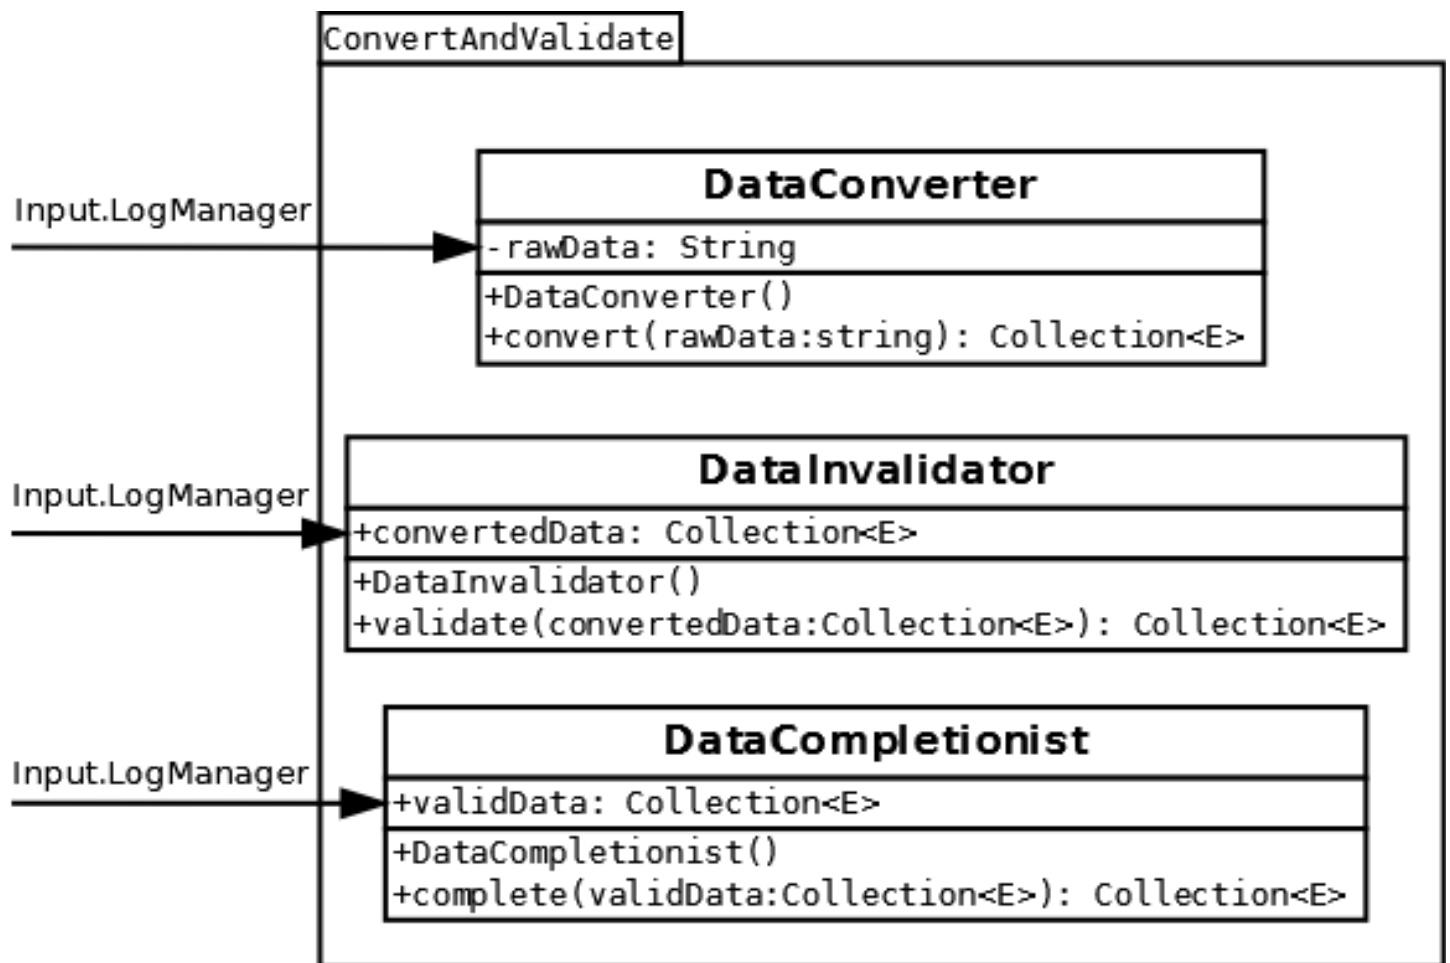 ConvertAndValidate
DataConverter
Input.LogManager
-rawData: String
+DataConverter()
+convert(rawData:string): Collection<E>
DataInvalidator
Input.LogManager
+convertedData: Collection<E>
+DataInvalidator()
+validate(convertedData:Collection<E>): Collection<E>
DataCompletionist
Input.LogManager
+validData: Collection<E>
+DataCompletionist()
+complete(validData:Collection<E>): Collection<E>